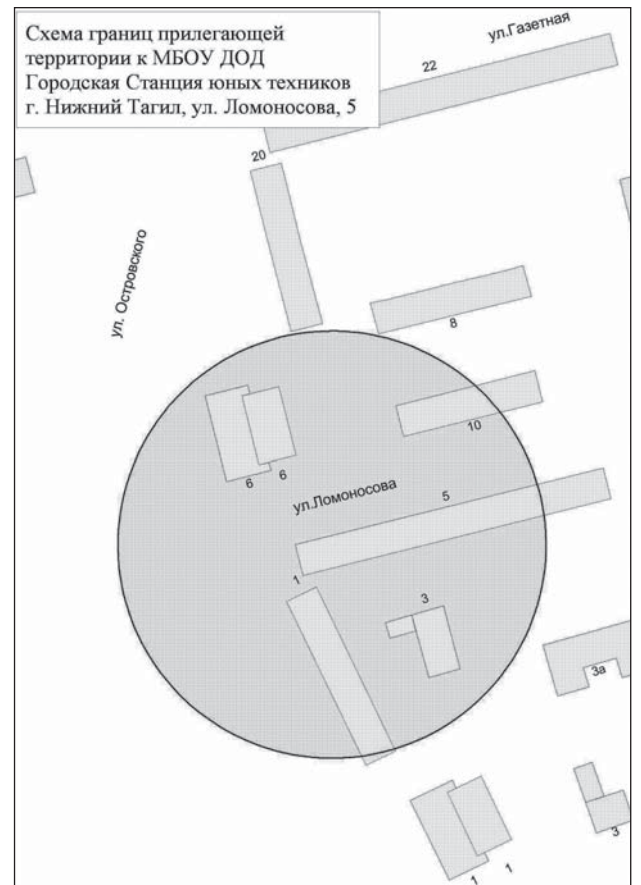 Схема границ прилегающей
территории к МБОУ ДОД
Городская Станция юных техников
г. Нижний Тагил, ул. Ломоносова, 5
ул.Газетная
22
20
ул. Островского
8
10
6
6
ул.Ломоносова
5
1
3
3а
3
1
1